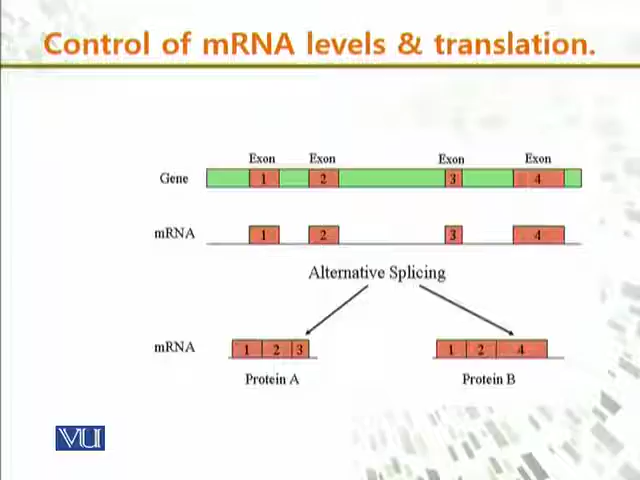 Control of mRNA levels & translation.
Exon Exon Exon Exon
Gene 1 2 3 4
mRNA 1 2 3 4
Alternative Splicing
mRNA 1 2 3 1 2 4
Protein A Protein B
VU